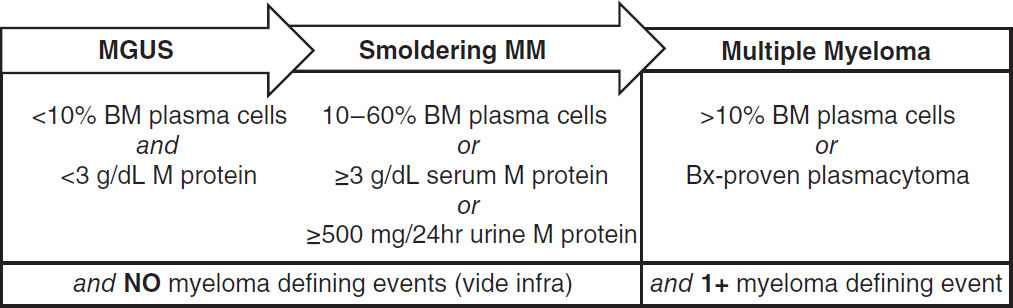 MGUS
Smoldering MM
Multiple Myeloma
<10% BM plasma cells
and
<3 g/dL M protein
10–60% BM plasma cells
or
≥3 g/dL serum M protein
or
≥500 mg/24hr urine M protein
>10% BM plasma cells
or
Bx-proven plasmacytoma
and NO myeloma defining events (vide infra)
and 1+ myeloma defining event